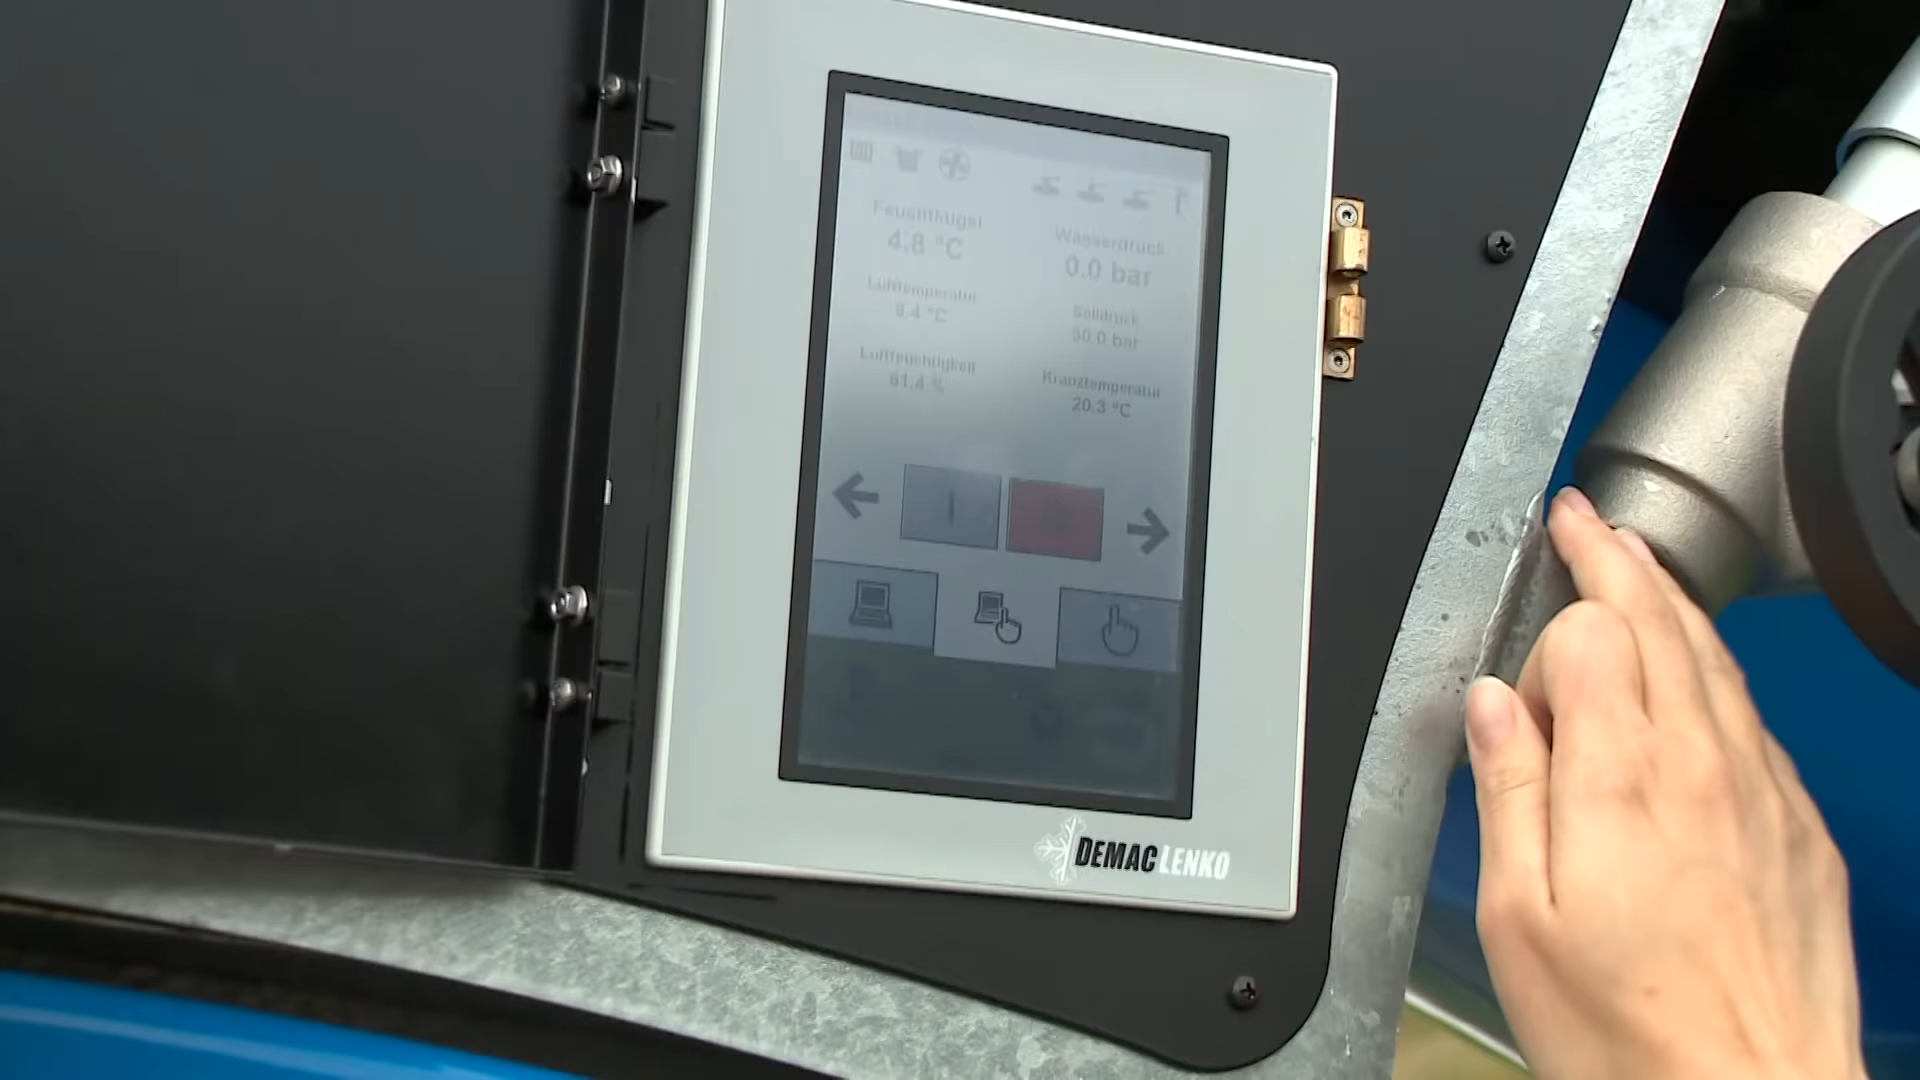 Feuchtkugel
4.8 °C
Lufttemperatur
9.4 °C
Luftfeuchtigkeit
61.4 %
Wasserdruck
0.0 bar
Solldruck
30.0 bar
Kranztemperatur
20.3 °C
DEMACLENKO